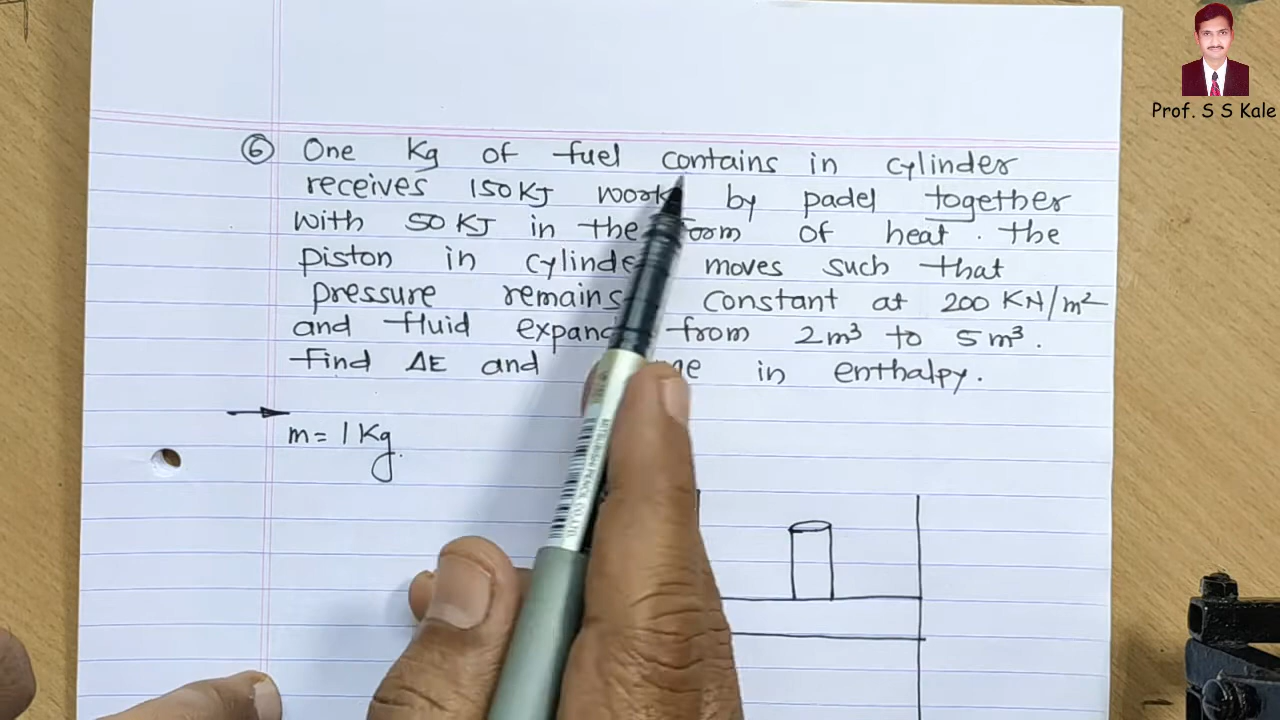 ⑥ One Kg of fuel contains in cylinder
receives 150 KJ work by padel together
with 50 KJ in the form of heat. The
piston in cylinder moves such that
pressure remains constant at 200 KN/m²
and fluid expand from 2m³ to 5m³.
Find ΔE and in enthalpy.
m = 1 Kg.
Prof. S S Kale